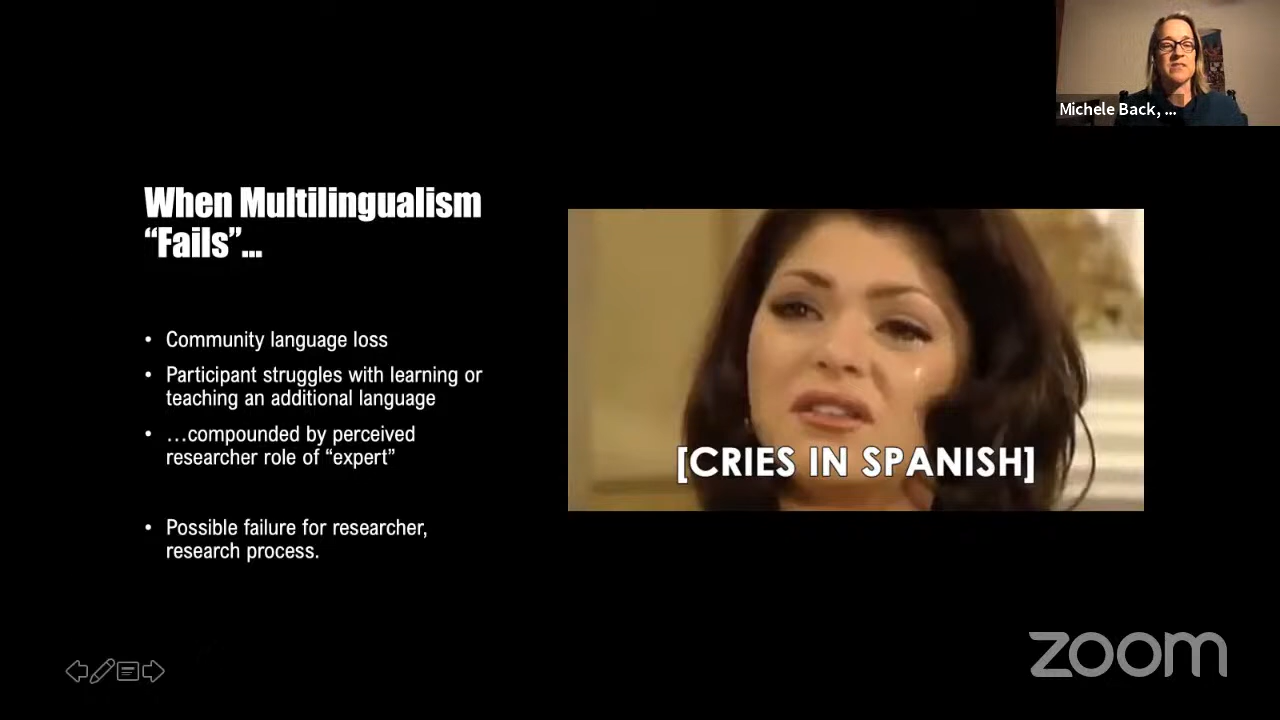 Michele Back, ...
When Multilingualism
“Fails”...
• Community language loss
• Participant struggles with learning or
teaching an additional language
• …compounded by perceived
researcher role of “expert”
• Possible failure for researcher,
research process.
[CRIES IN SPANISH]
zoom